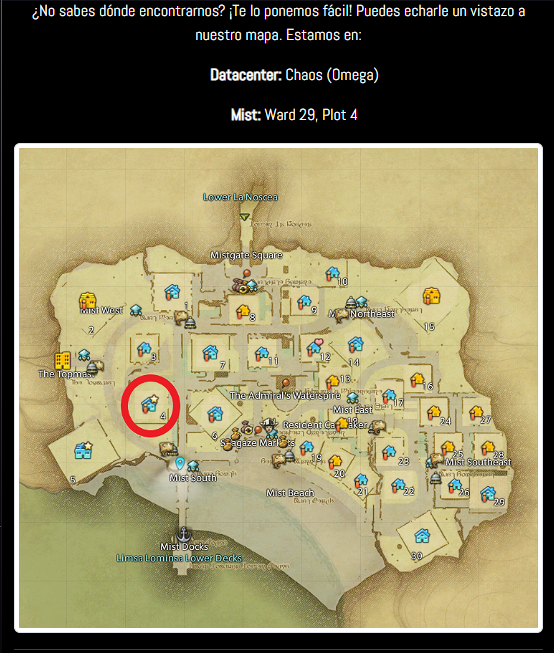 ¿No sabes dónde encontrarnos? ¡Te lo ponemos fácil! Puedes echarle un vistazo a
nuestro mapa. Estamos en:
Datacenter: Chaos (Omega)
Mist: Ward 29, Plot 4
Lower La Noscea
Mistgate Square
10
Mist West
1
8
9
Northeast
2
15
3
7
11
12
14
The Topmas
13
16
The Admiral's Waterspire
17
4
Mist East
6
24
27
Resident Caretaker
Seagaze Markets
5
19
23
25
28
20
Mist Southeast
Mist South
21
22
26
29
Mist Beach
30
Mist Docks
Limsa Lominsa Lower Decks